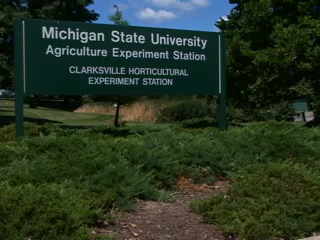 Michigan State University
Agriculture Experiment Station
CLARKSVILLE HORTICULTURAL
EXPERIMENT STATION